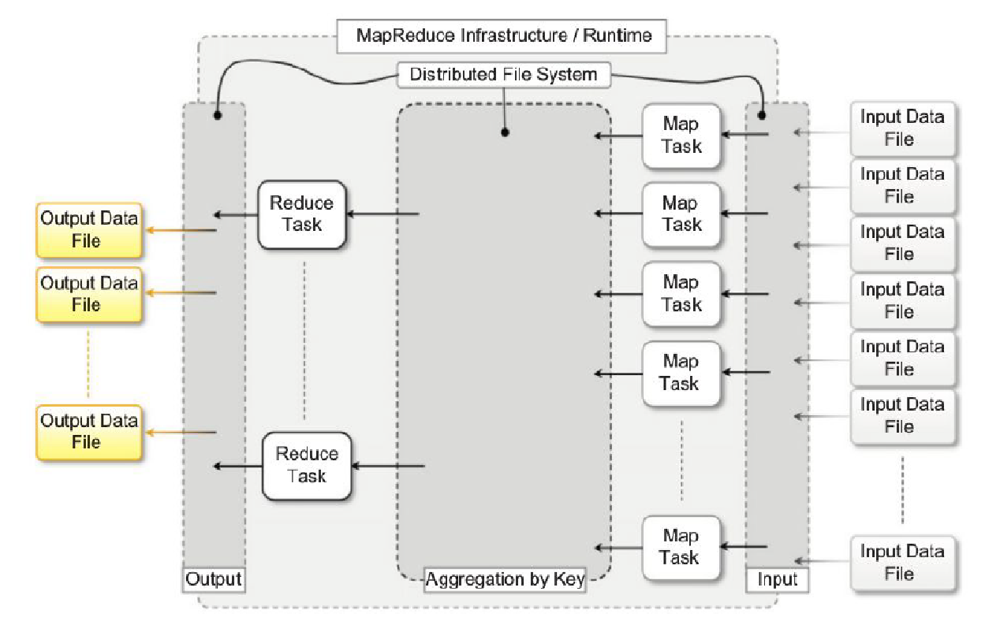 MapReduce Infrastructure / Runtime
Distributed File System
Output Data
File
Output Data
File
Output Data
File
Reduce
Task
Reduce
Task
Map
Task
Map
Task
Map
Task
Map
Task
Map
Task
Input Data
File
Input Data
File
Input Data
File
Input Data
File
Input Data
File
Input Data
File
Input Data
File
Output
Aggregation by Key
Input